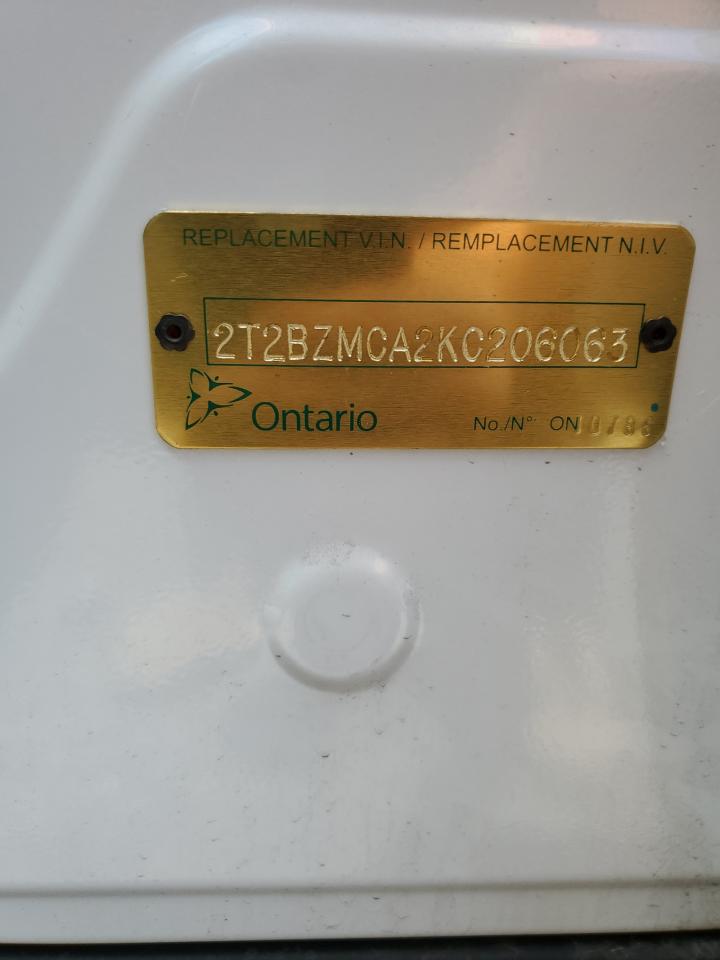 REPLACEMENT V.I.N. / REMPLACEMENT N.I.V.
2T2BZMCA2KC206063
Ontario
No./N° ON